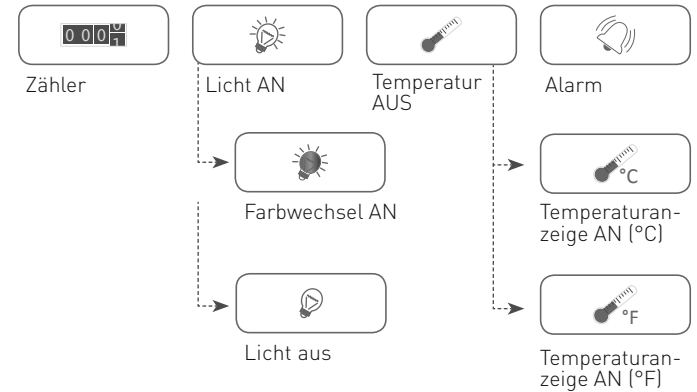 0 0 0 0 1
Zähler
Licht AN
Temperatur
AUS
Alarm
Farbwechsel AN
°C
Temperaturan-
zeige AN (°C)
Licht aus
°F
Temperaturan-
zeige AN (°F)